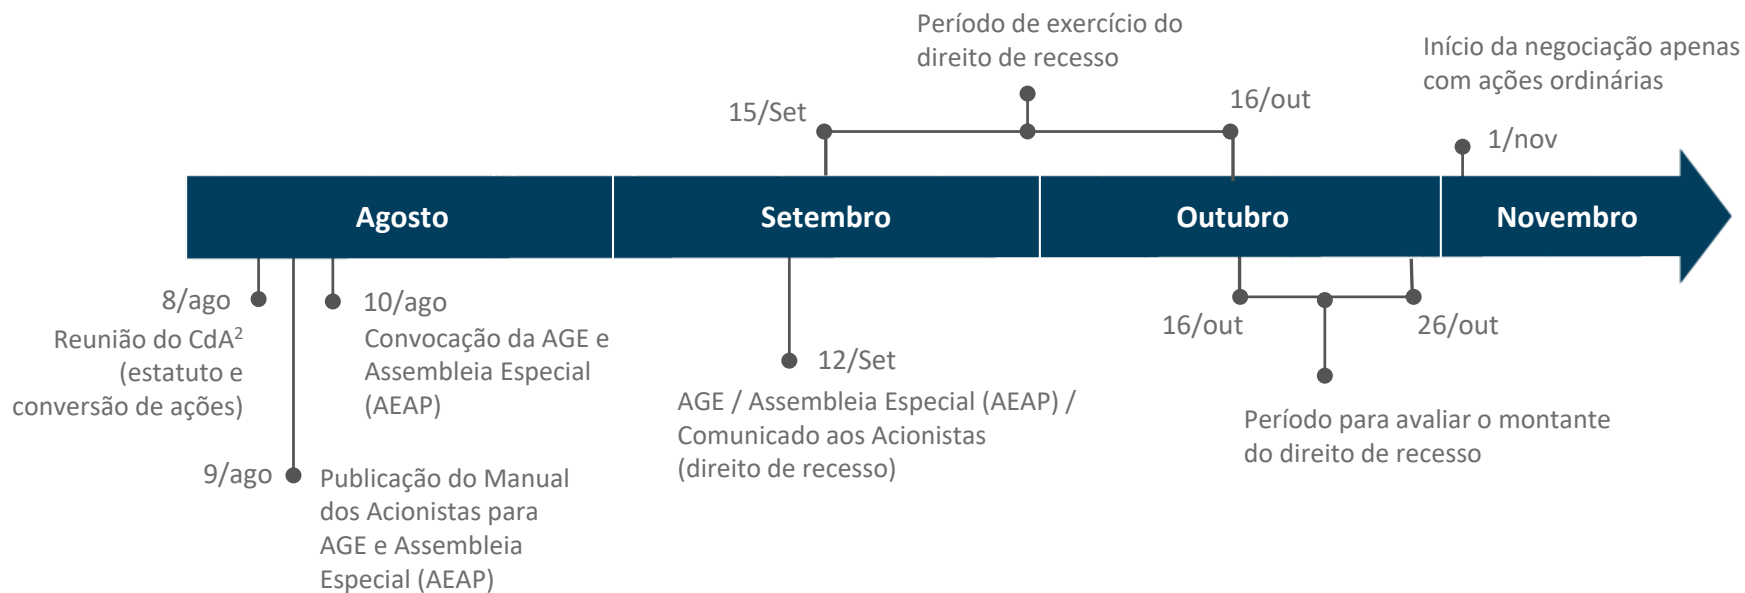 Período de exercício do
direito de recesso
Início da negociação apenas
com ações ordinárias
15/Set
16/out
1/nov
Agosto
Setembro
Outubro
Novembro
8/ago
Reunião do CdA²
(estatuto e
conversão de ações)
10/ago
Convocação da AGE e
Assembleia Especial
(AEAP)
9/ago
Publicação do Manual
dos Acionistas para
AGE e Assembleia
Especial (AEAP)
12/Set
AGE / Assembleia Especial (AEAP) /
Comunicado aos Acionistas
(direito de recesso)
16/out
26/out
Período para avaliar o montante
do direito de recesso